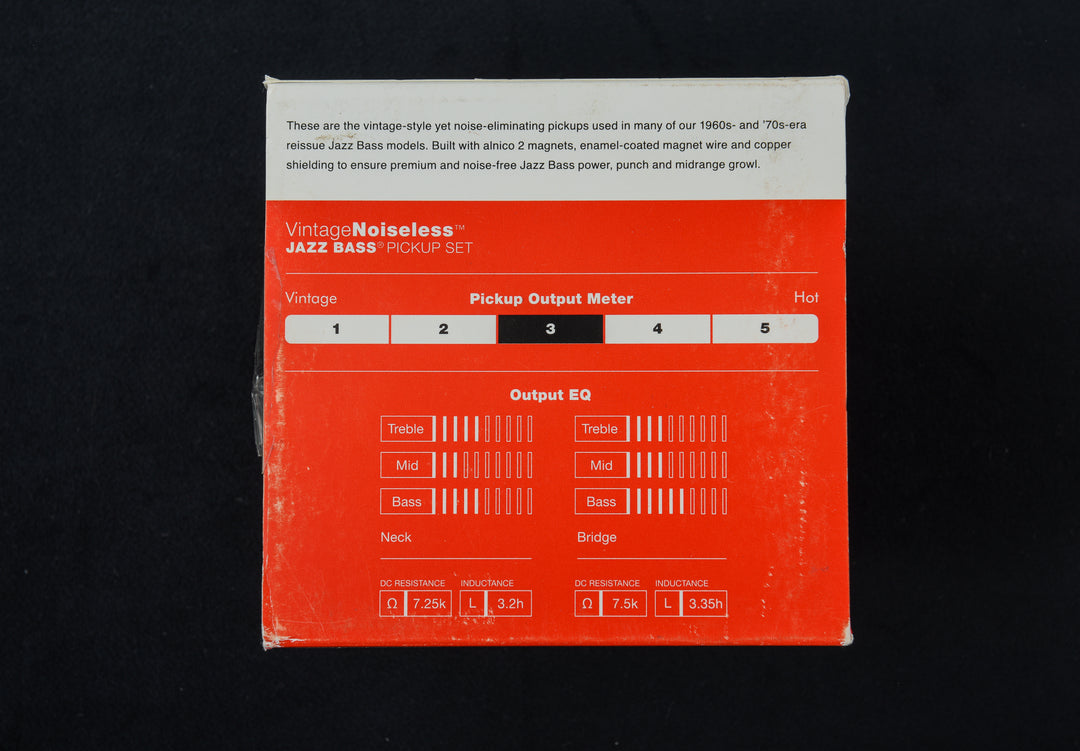 These are the vintage-style yet noise-eliminating pickups used in many of our 1960s- and '70s-era
reissue Jazz Bass models. Built with alnico 2 magnets, enamel-coated magnet wire and copper
shielding to ensure premium and noise-free Jazz Bass power, punch and midrange growl.
VintageNoiseless™
JAZZ BASS® PICKUP SET
Vintage Pickup Output Meter Hot
1 2 3 4 5
Output EQ
Treble Treble
Mid Mid
Bass Bass
Neck Bridge
DC RESISTANCE INDUCTANCE DC RESISTANCE INDUCTANCE
Ω 7.25k L 3.2h Ω 7.5k L 3.35h